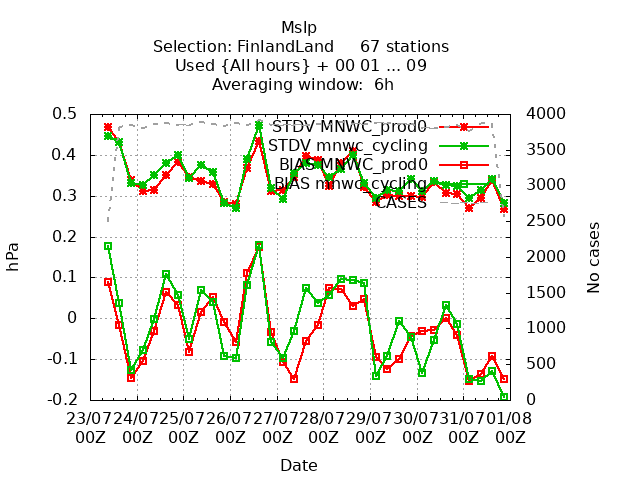 Mslp
Selection: FinlandLand 67 stations
Used {All hours} + 00 01 ... 09
Averaging window: 6h
0.5
0.4
0.3
0.2
0.1
0
-0.1
-0.2
hPa
4000
3500
3000
2500
2000
1500
1000
500
0
No cases
STDV MNWC_prod0
STDV mnwc_cycling
BIAS MNWC_prod0
BIAS mnwc_cycling
CASES
23/07 24/07 25/07 26/07 27/07 28/07 29/07 30/07 31/07 01/08
00Z 00Z 00Z 00Z 00Z 00Z 00Z 00Z 00Z 00Z
Date